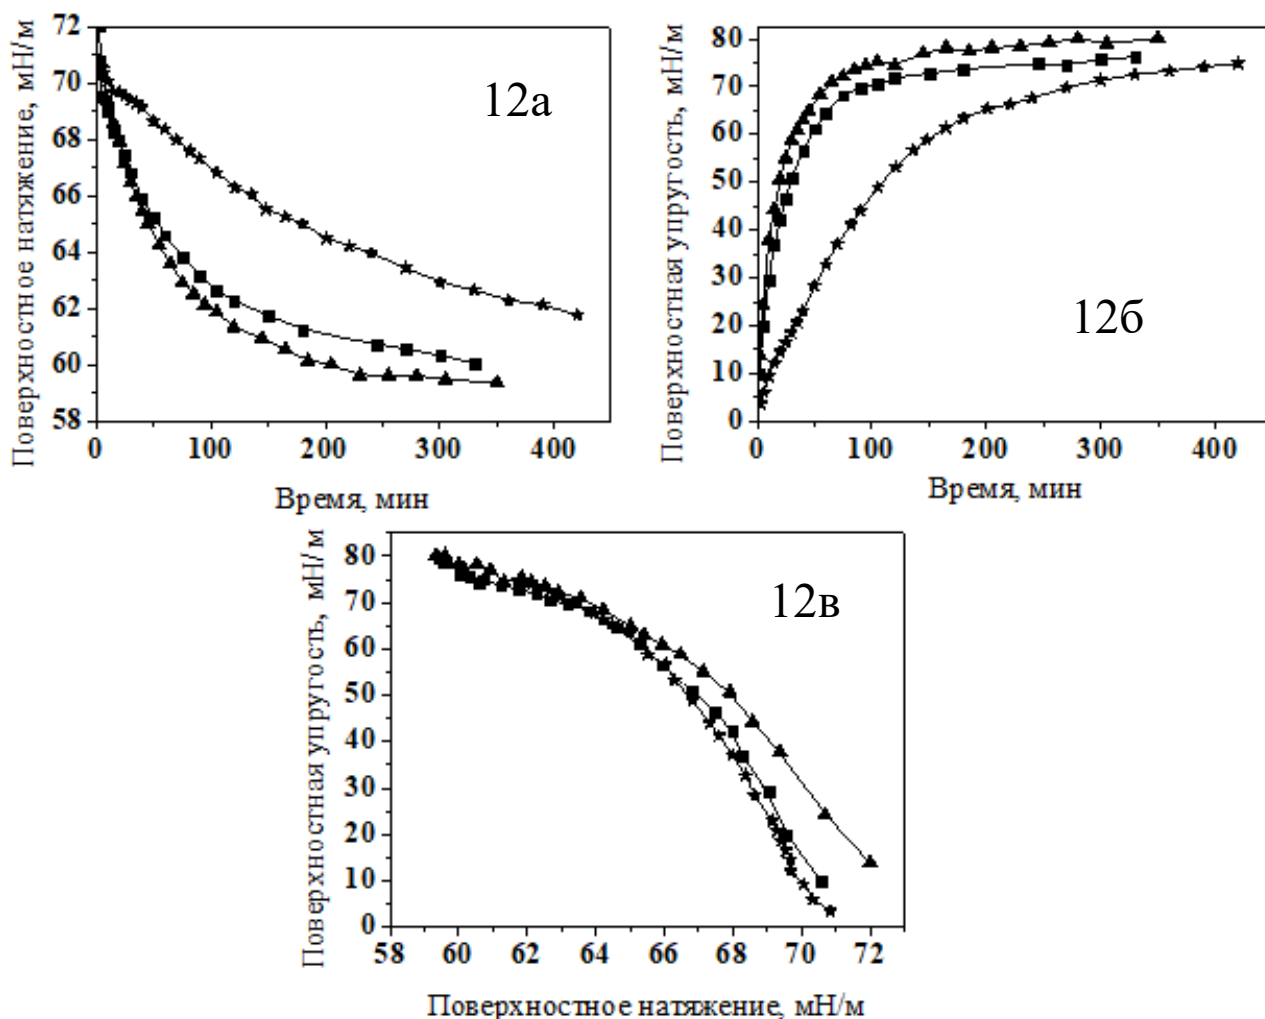 72
70
68
66
64
62
60
58
Поверхностное натяжение, мН/м
12а
0 100 200 300 400
Время, мин
80
70
60
50
40
30
20
10
0
Поверхностная упругость, мН/м
12б
0 100 200 300 400
Время, мин
80
70
60
50
40
30
20
10
0
Поверхностная упругость, мН/м
12в
58 60 62 64 66 68 70 72
Поверхностное натяжение, мН/м